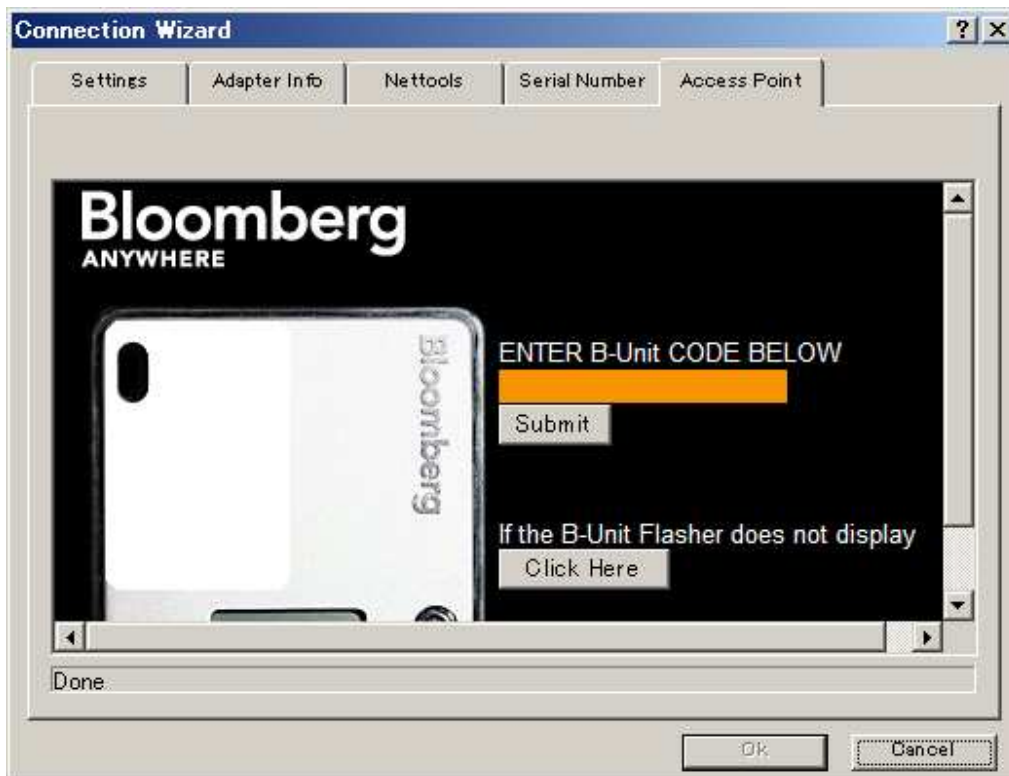 Connection Wizard
? ×
Settings Adapter Info Nettools Serial Number Access Point
Bloomberg
ANYWHERE
Bloomberg
ENTER B-Unit CODE BELOW
Submit
If the B-Unit Flasher does not display
Click Here
Done
Ok Cancel